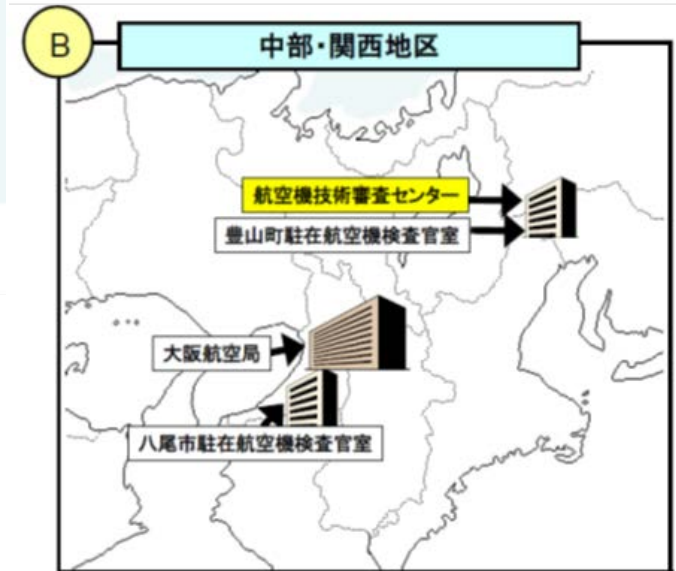 B
中部・関西地区
航空機技術審査センター
豊山町駐在航空機検査官室
大阪航空局
八尾市駐在航空機検査官室